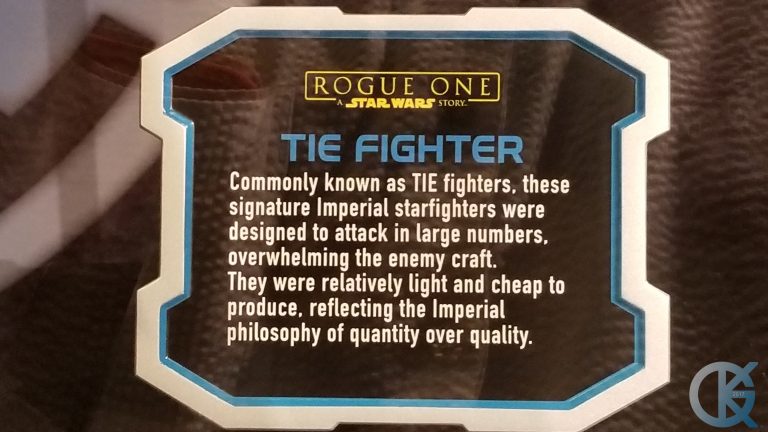 ROGUE ONE
A STAR WARS STORY
TIE FIGHTER
Commonly known as TIE fighters, these
signature Imperial starfighters were
designed to attack in large numbers,
overwhelming the enemy craft.
They were relatively light and cheap to
produce, reflecting the Imperial
philosophy of quantity over quality.
2017